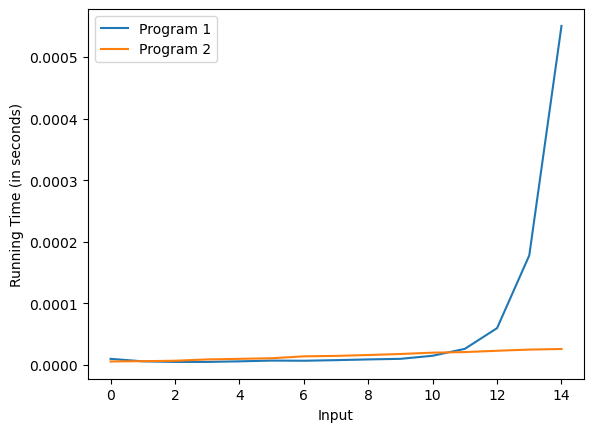 Program 1
Program 2
0.0005
0.0004
0.0003
0.0002
0.0001
0.0000
Running Time (in seconds)
0 2 4 6 8 10 12 14
Input